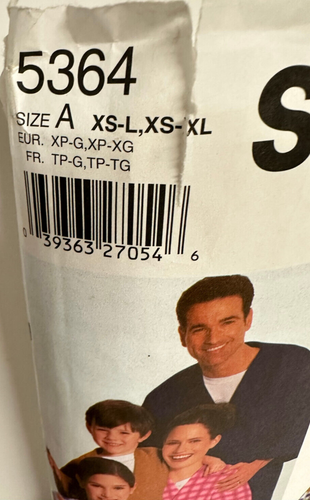 5364
SIZE A XS-L,XS-XL
EUR. XP-G,XP-XG
FR. TP-G,TP-TG
0 39363 27054 6
S